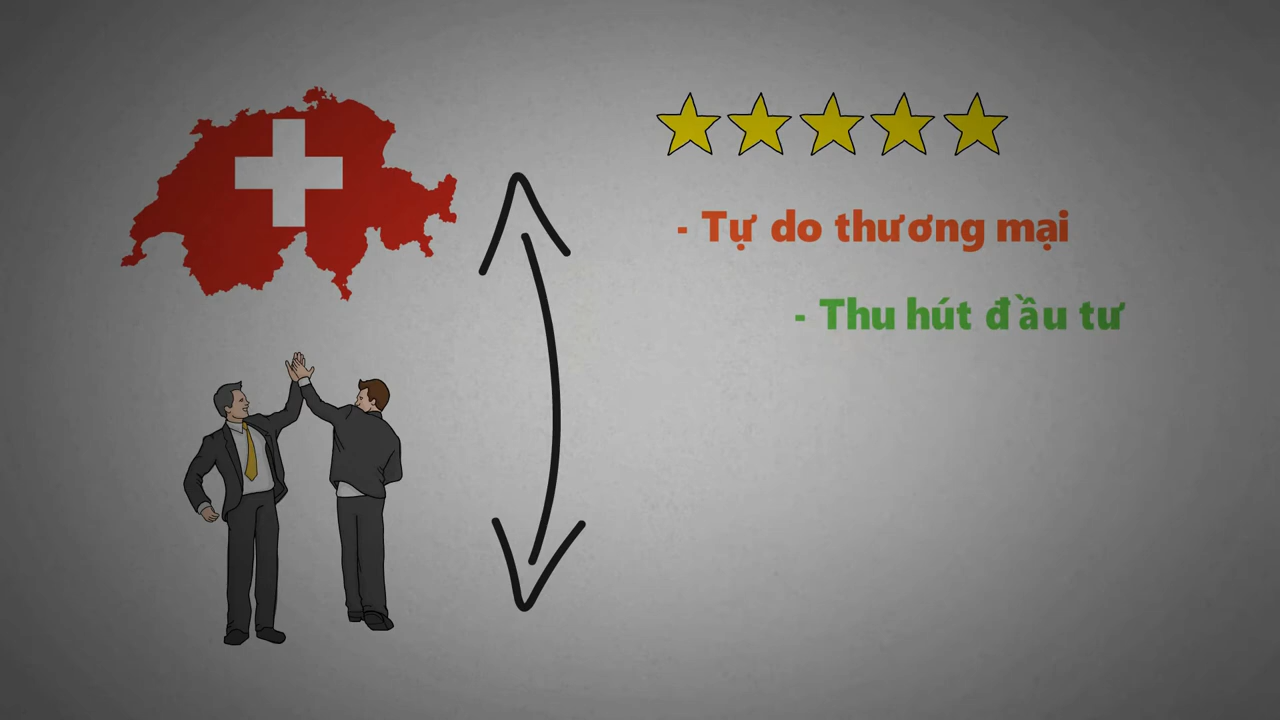 - Tự do thương mại
- Thu hút đầu tư